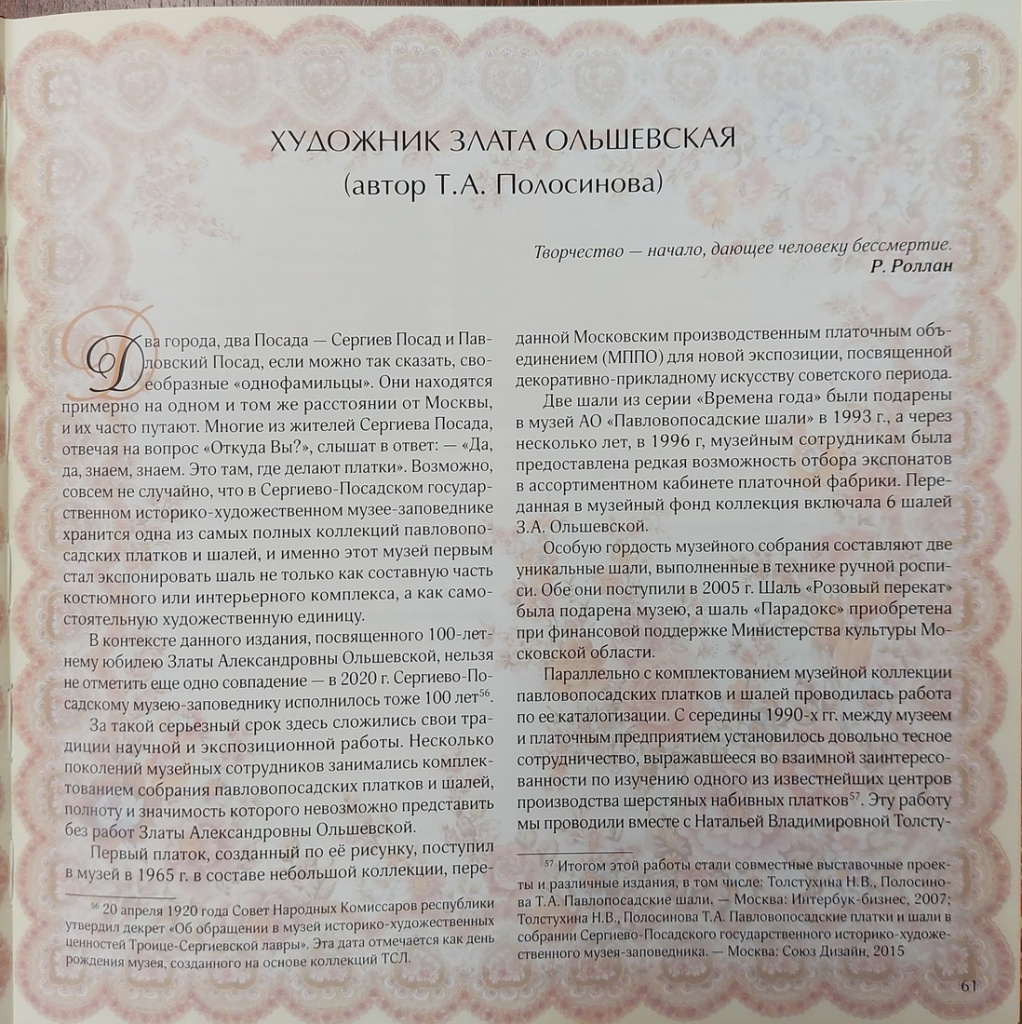 ХУДОЖНИК ЗЛАТА ОЛЬШЕВСКАЯ
(автор Т.А. Полосинова)
Творчество — начало, дающее человеку бессмертие.
Р. Роллан
Два города, два Посада — Сергиев Посад и Пав-
ловский Посад, если можно так сказать, сво-
еобразные «однофамильцы». Они находятся
примерно на одном и том же расстоянии от Москвы,
и их часто путают. Многие из жителей Сергиева Посада,
отвечая на вопрос «Откуда Вы?», слышат в ответ: — «Да,
да, знаем, знаем. Это там, где делают платки». Возможно,
совсем не случайно, что в Сергиево-Посадском государ-
ственном историко-художественном музее-заповеднике
хранится одна из самых полных коллекций павловопо-
садских платков и шалей, и именно этот музей первым
стал экспонировать шаль не только как составную часть
костюмного или интерьерного комплекса, а как само-
стоятельную художественную единицу.
В контексте данного издания, посвященного 100-лет-
нему юбилею Златы Александровны Ольшевской, нельзя
не отметить еще одно совпадение — в 2020 г. Сергиево-По-
садскому музею-заповеднику исполнилось тоже 100 лет⁵⁶.
За такой серьезный срок здесь сложились свои тра-
диции научной и экспозиционной работы. Несколько
поколений музейных сотрудников занимались комплек-
тованием собрания павловопосадских платков и шалей,
полноту и значимость которого невозможно представить
без работ Златы Александровны Ольшевской.
Первый платок, созданный по её рисунку, поступил
в музей в 1965 г. в составе небольшой коллекции, пере-
⁵⁶ 20 апреля 1920 года Совет Народных Комиссаров республики
утвердил декрет «Об обращении в музей историко-художественных
ценностей Троице-Сергиевской лавры». Эта дата отмечается как день
рождения музея, созданного на основе коллекций ТСЛ.
данной Московским производственным платочным объ-
единением (МППО) для новой экспозиции, посвященной
декоративно-прикладному искусству советского периода.
Две шали из серии «Времена года» были подарены
в музей АО «Павловопосадские шали» в 1993 г., а через
несколько лет, в 1996 г, музейным сотрудникам была
предоставлена редкая возможность отбора экспонатов
в ассортиментном кабинете платочной фабрики. Пере-
данная в музейный фонд коллекция включала 6 шалей
З.А. Ольшевской.
Особую гордость музейного собрания составляют две
уникальные шали, выполненные в технике ручной роспи-
си. Обе они поступили в 2005 г. Шаль «Розовый перекат»
была подарена музею, а шаль «Парадокс» приобретена
при финансовой поддержке Министерства культуры Мо-
сковской области.
Параллельно с комплектованием музейной коллекции
павловопосадских платков и шалей проводилась работа
по ее каталогизации. С середины 1990-х гг. между музеем
и платочным предприятием установилось довольно тесное
сотрудничество, выражавшееся во взаимной заинтересо-
ванности по изучению одного из известнейших центров
производства шерстяных набивных платков⁵⁷. Эту работу
мы проводили вместе с Натальей Владимировной Толсту-
⁵⁷ Итогом этой работы стали совместные выставочные проек-
ты и различные издания, в том числе: Толстухина Н.В., Полосино-
ва Т.А. Павлопосадские шали. — Москва: Интербук-бизнес, 2007;
Толстухина Н.В., Полосинова Т.А. Павловопосадские платки и шали в
собрании Сергиево-Посадского государственного историко-художе-
ственного музея-заповедника. — Москва: Союз Дизайн, 2015
61